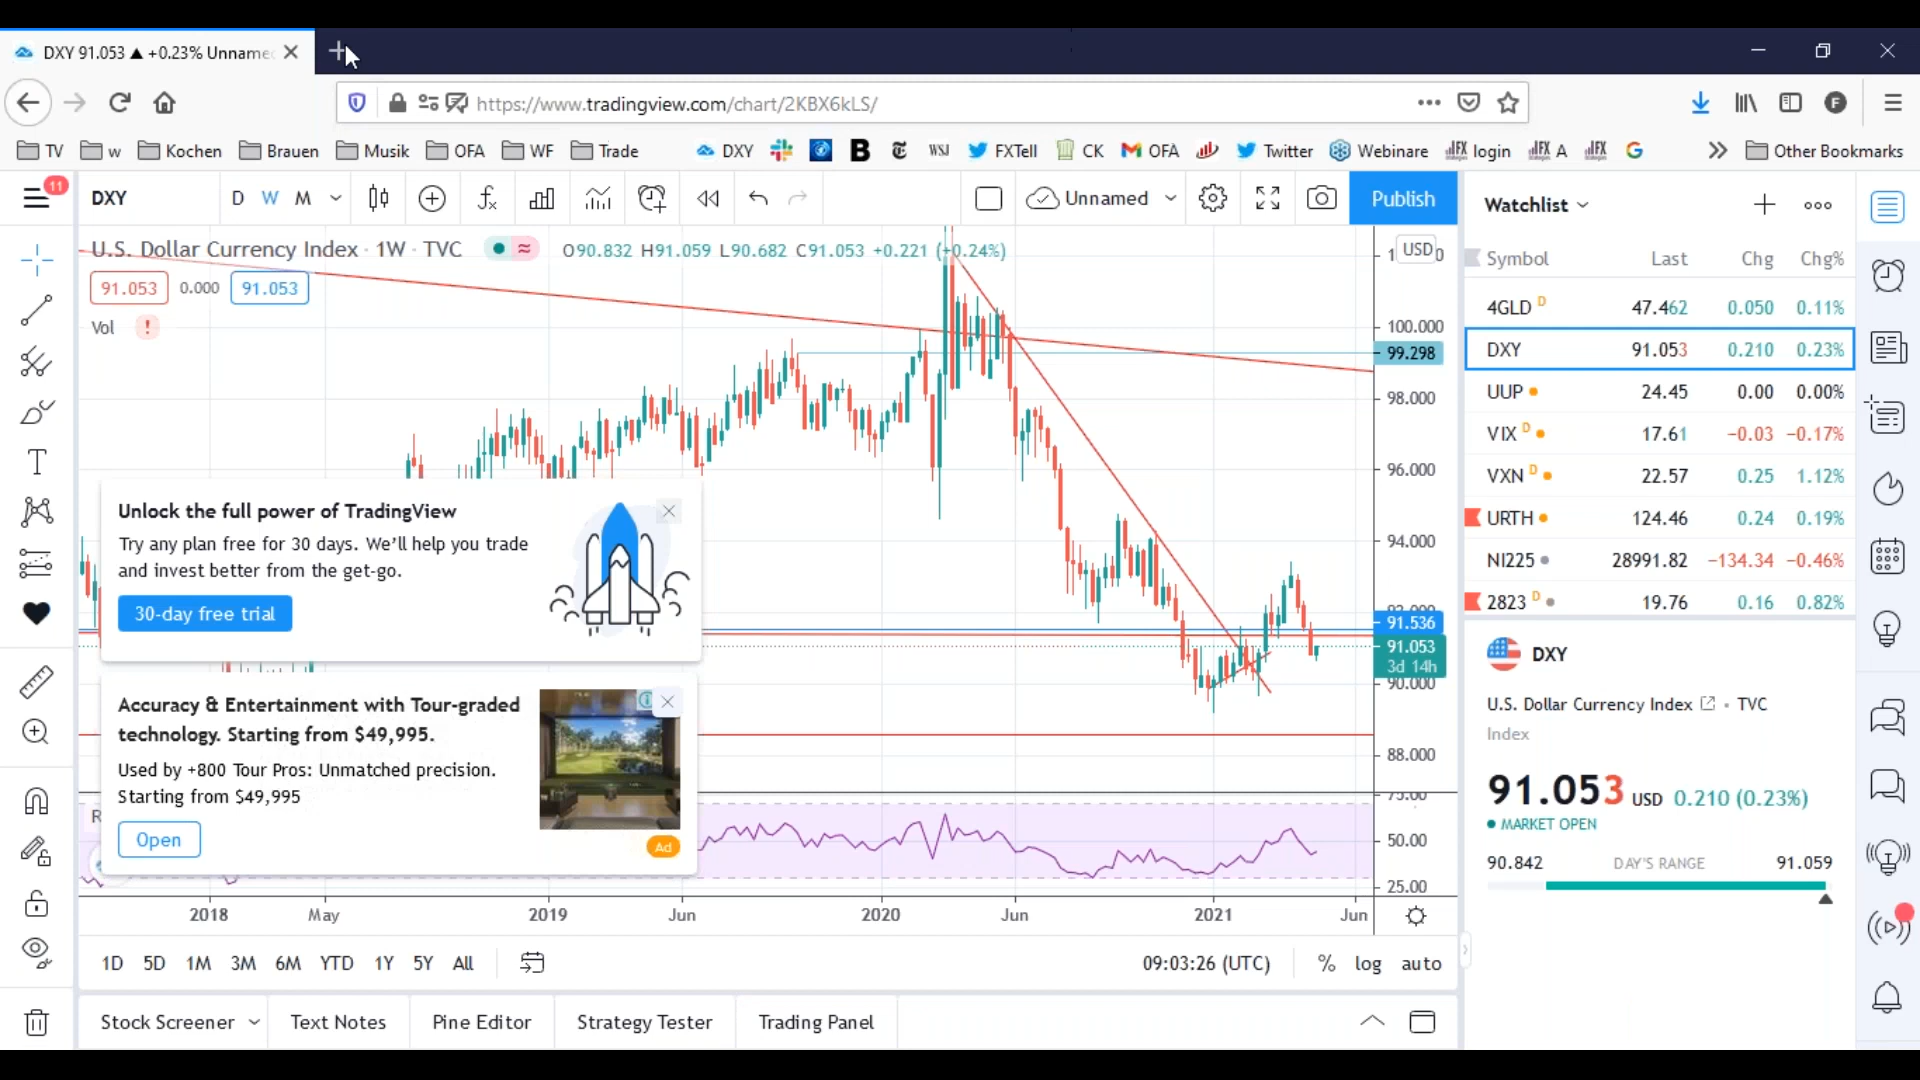 DXY 91.053 ▲ +0.23% Unname
https://www.tradingview.com/chart/2KBX6kLS/
TV w Kochen Brauen Musik OFA WF Trade DXY B WSJ FXTell CK OFA Twitter Webinare login A G Other Bookmarks
11
DXY D W M Unnamed Publish
U.S. Dollar Currency Index · 1W · TVC O90.832 H91.059 L90.682 C91.053 +0.221 (+0.24%)
USD
91.053 0.000 91.053
Vol !
100.000
99.298
98.000
96.000
94.000
91.536
91.053
3d 14h
90.000
88.000
75.00
50.00
25.00
Unlock the full power of TradingView
Try any plan free for 30 days. We'll help you trade
and invest better from the get-go.
30-day free trial
Accuracy & Entertainment with Tour-graded
technology. Starting from $49,995.
Used by +800 Tour Pros: Unmatched precision.
Starting from $49,995
Open
Ad
2018 May 2019 Jun 2020 Jun 2021 Jun
1D 5D 1M 3M 6M YTD 1Y 5Y All 09:03:26 (UTC) % log auto
Stock Screener Text Notes Pine Editor Strategy Tester Trading Panel
Watchlist
Symbol Last Chg Chg%
4GLD D 47.462 0.050 0.11%
DXY 91.053 0.210 0.23%
UUP 24.45 0.00 0.00%
VIX D 17.61 −0.03 −0.17%
VXN D 22.57 0.25 1.12%
URTH 124.46 0.24 0.19%
NI225 28991.82 −134.34 −0.46%
2823 D 19.76 0.16 0.82%
DXY
U.S. Dollar Currency Index • TVC
Index
91.053 USD 0.210 (0.23%)
• MARKET OPEN
90.842 DAY'S RANGE 91.059